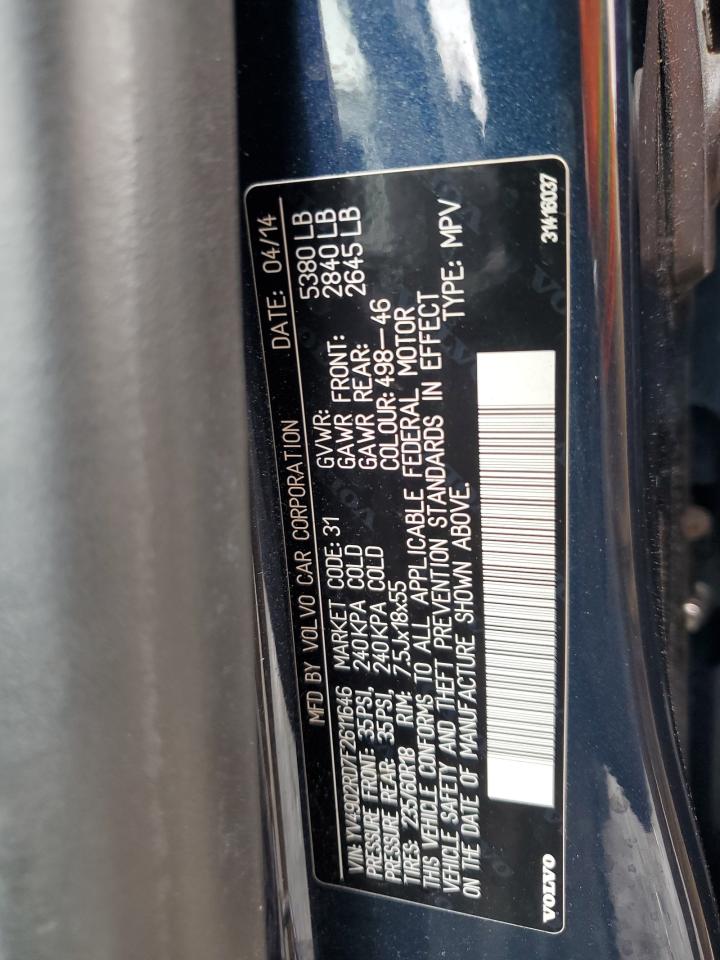 MFD BY VOLVO CAR CORPORATION DATE: 04/14
VIN: YV4902RD7F2611646 MARKET CODE: 31 GVWR: 5380 LB
PRESSURE FRONT: 35PSI, 240KPA COLD GAWR FRONT: 2840 LB
PRESSURE REAR: 35PSI, 240KPA COLD GAWR REAR: 2645 LB
TIRES: 235/60R18 RIM: 7.5Jx18x55 COLOUR: 498-46
THIS VEHICLE CONFORMS TO ALL APPLICABLE FEDERAL MOTOR
VEHICLE SAFETY AND THEFT PREVENTION STANDARDS IN EFFECT
ON THE DATE OF MANUFACTURE SHOWN ABOVE. TYPE: MPV
VOLVO 31416037